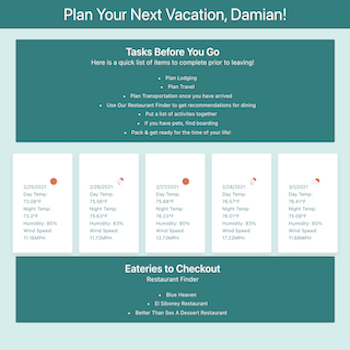 Plan Your Next Vacation, Damian!
Tasks Before You Go
Here is a quick list of items to complete prior to leaving!
Plan Lodging
Plan Travel
Plan Transportation once you have arrived
Use Our Restaurant Finder to get recommendations for dining
Put a list of activites together
If you have pets, find boarding
Pack & get ready for the time of your life!
2/25/2021
Day Temp:
73.58°F
Night Temp:
73.2°F
Humidity: 80%
Wind Speed:
11.16MPH
2/26/2021
Day Temp:
75.56°F
Night Temp:
75.63°F
Humidity: 83%
Wind Speed:
11.72MPH
2/27/2021
Day Temp:
75.88°F
Night Temp:
76.23°F
Humidity: 80%
Wind Speed:
13.73MPH
2/28/2021
Day Temp:
76.57°F
Night Temp:
76.01°F
Humidity: 82%
Wind Speed:
17.22MPH
3/1/2021
Day Temp:
76.41°F
Night Temp:
75.09°F
Humidity: 83%
Wind Speed:
11.94MPH
Eateries to Checkout
Restaurant Finder
Blue Heaven
El Siboney Restaurant
Better Than Sex A Dessert Restaurant